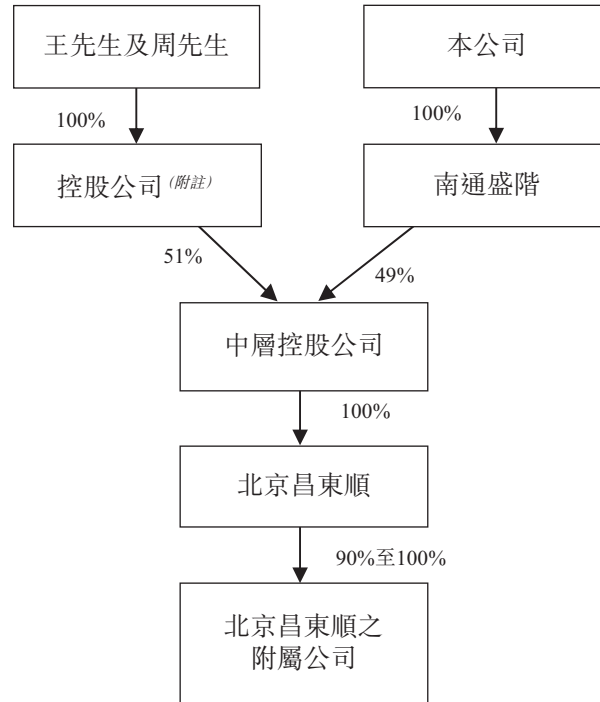 王先生及周先生
本公司
100%
100%
控股公司(附註)
南通盛階
51%
49%
中層控股公司
100%
北京昌東順
90%至100%
北京昌東順之
附屬公司